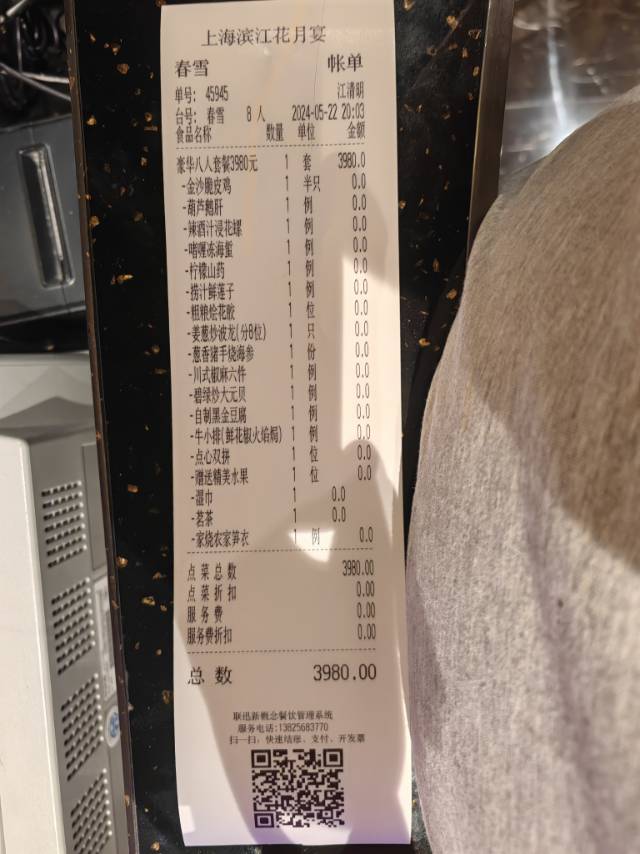 上海滨江花月宴
春雪 帐单
单号: 45945 江清明
台号: 春雪 8 人 2024-05-22 20:03
食品名称 数量 单位 金额
豪华八人套餐3980元 1 套 3980.0
-金沙脆皮鸡 1 半只 0.0
-葫芦鹅肝 1 例 0.0
-辣酒汁浸花螺 1 例 0.0
-啫喱冻海蜇 1 例 0.0
-柠檬山药 1 例 0.0
-捞汁鲜莲子 1 例 0.0
-粗粮烩花胶 1 位 0.0
-姜葱炒波龙(分8位) 1 只 0.0
-葱香猪手烧海参 1 份 0.0
-川式椒麻六件 1 例 0.0
-碧绿炒大元贝 1 例 0.0
-自制黑金豆腐 1 例 0.0
-牛小排(鲜花椒火焰焗) 1 例 0.0
-点心双拼 1 位 0.0
-赠送精美水果 1 位 0.0
-湿巾 1 0.0
-茗茶 1 0.0
-家烧农家笋衣 1 例 0.0
点菜总数 3980.00
点菜折扣 0.00
服务费 0.00
服务费折扣 0.00
总数 3980.00
联迅新概念餐饮管理系统
服务电话:13825683770
扫一扫，快速结账、支付、开发票